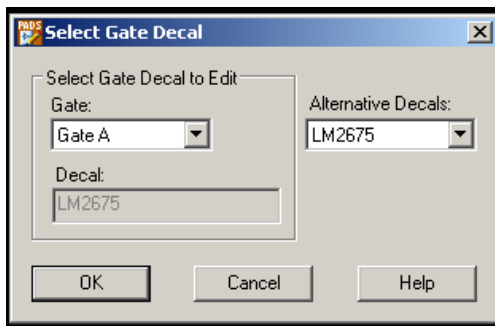 PADS
Select Gate Decal
Select Gate Decal to Edit
Gate:
Gate A
Decal:
LM2675
Alternative Decals:
LM2675
OK
Cancel
Help